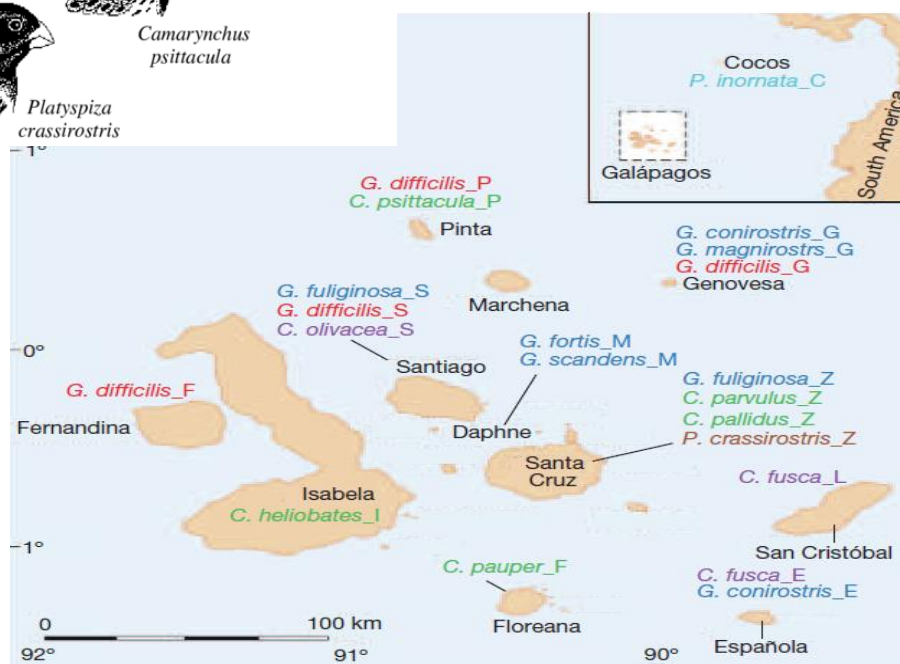 Camarynchus
psittacula
Platyspiza
crassirostris
Cocos
P. inornata_C
South America
Galápagos
1°
G. difficilis_P
C. psittacula_P
Pinta
G. conirostris_G
G. magnirostrs_G
G. difficilis_G
Genovesa
Marchena
G. fuliginosa_S
G. difficilis_S
C. olivacea_S
0°
G. fortis_M
G. scandens_M
Santiago
G. difficilis_F
Fernandina
G. fuliginosa_Z
C. parvulus_Z
C. pallidus_Z
P. crassirostris_Z
Daphne
Santa
Cruz
Isabela
C. heliobates_I
C. fusca_L
1°
San Cristóbal
C. pauper_F
Floreana
C. fusca_E
G. conirostris_E
Española
0 100 km
92° 91° 90°